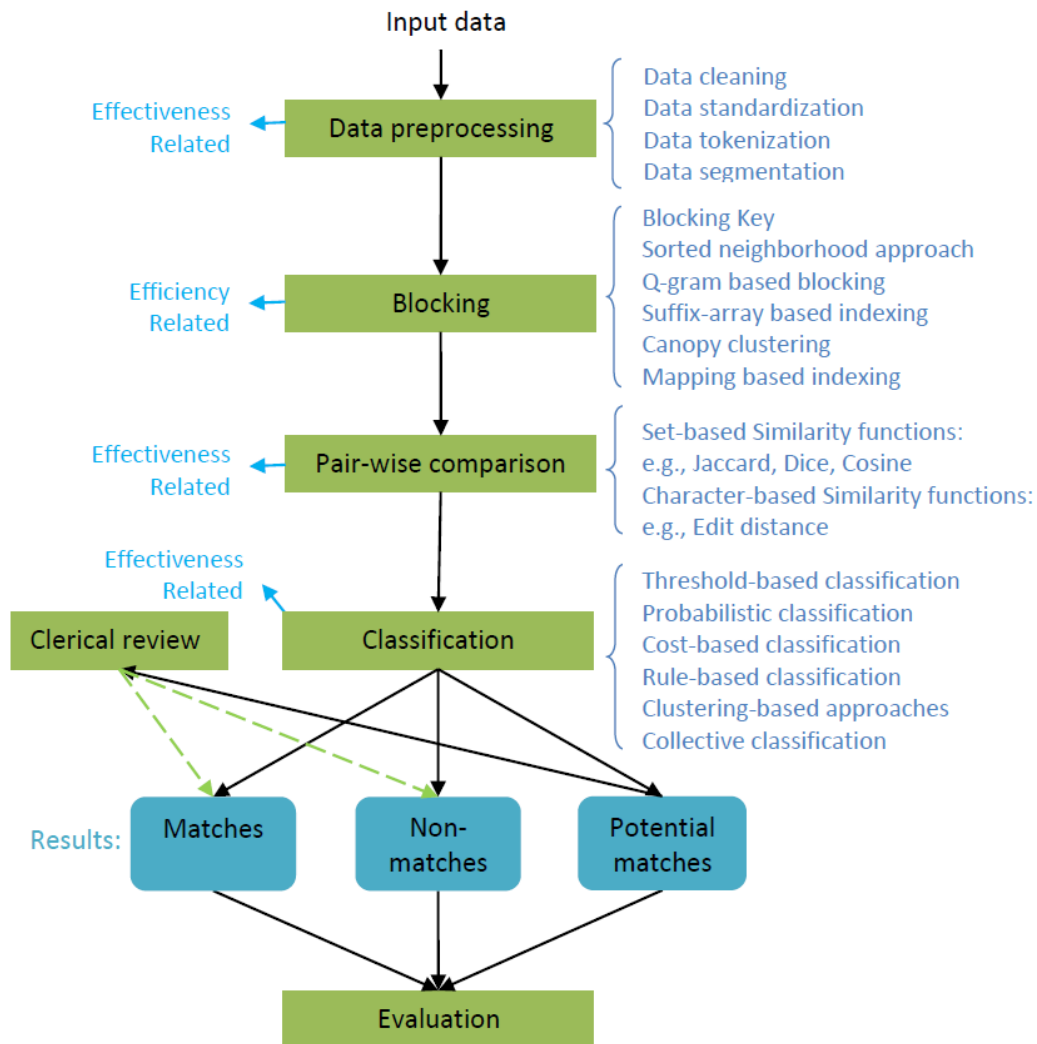 Input data
Effectiveness
Related
Data preprocessing
Data cleaning
Data standardization
Data tokenization
Data segmentation
Efficiency
Related
Blocking
Blocking Key
Sorted neighborhood approach
Q-gram based blocking
Suffix-array based indexing
Canopy clustering
Mapping based indexing
Effectiveness
Related
Pair-wise comparison
Set-based Similarity functions:
e.g., Jaccard, Dice, Cosine
Character-based Similarity functions:
e.g., Edit distance
Effectiveness
Related
Clerical review
Classification
Threshold-based classification
Probabilistic classification
Cost-based classification
Rule-based classification
Clustering-based approaches
Collective classification
Results:
Matches
Non-
matches
Potential
matches
Evaluation